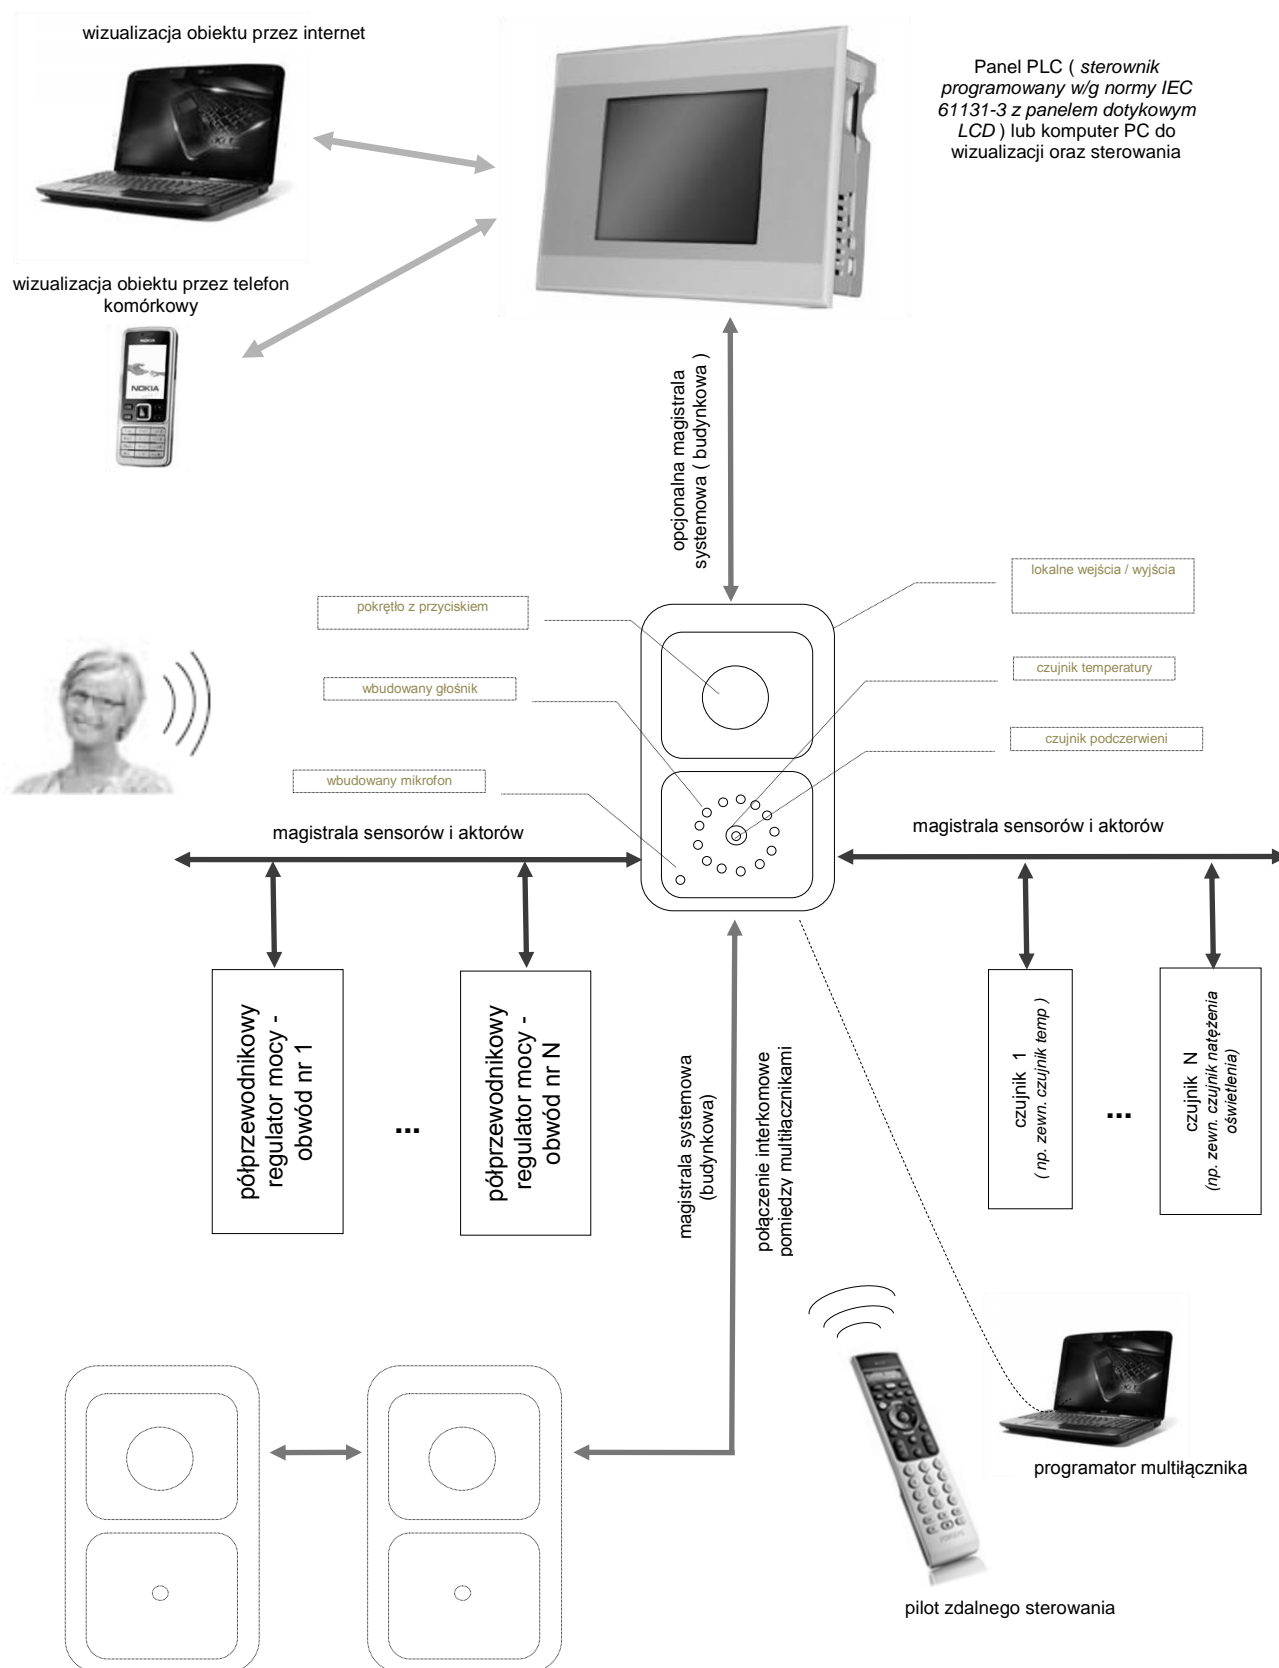 wizualizacja obiektu przez internet
Panel PLC ( sterownik
programowany w/g normy IEC
61131-3 z panelem dotykowym
LCD ) lub komputer PC do
wizualizacji oraz sterowania
wizualizacja obiektu przez telefon
komórkowy
NOKIA
NOKIA
opcjonalna magistrala
systemowa ( budynkowa )
lokalne wejścia / wyjścia
pokrętło z przyciskiem
czujnik temperatury
wbudowany głośnik
czujnik podczerwieni
wbudowany mikrofon
magistrala sensorów i aktorów
magistrala sensorów i aktorów
półprzewodnikowy
regulator mocy -
obwód nr 1
...
półprzewodnikowy
regulator mocy -
obwód nr N
magistrala systemowa
(budynkowa)
połączenie interkomowe
pomiędzy multiłącznikami
czujnik 1
( np. zewn. czujnik temp )
...
czujnik N
(np. zewn. czujnik natężenia
oświetlenia)
programator multiłącznika
pilot zdalnego sterowania